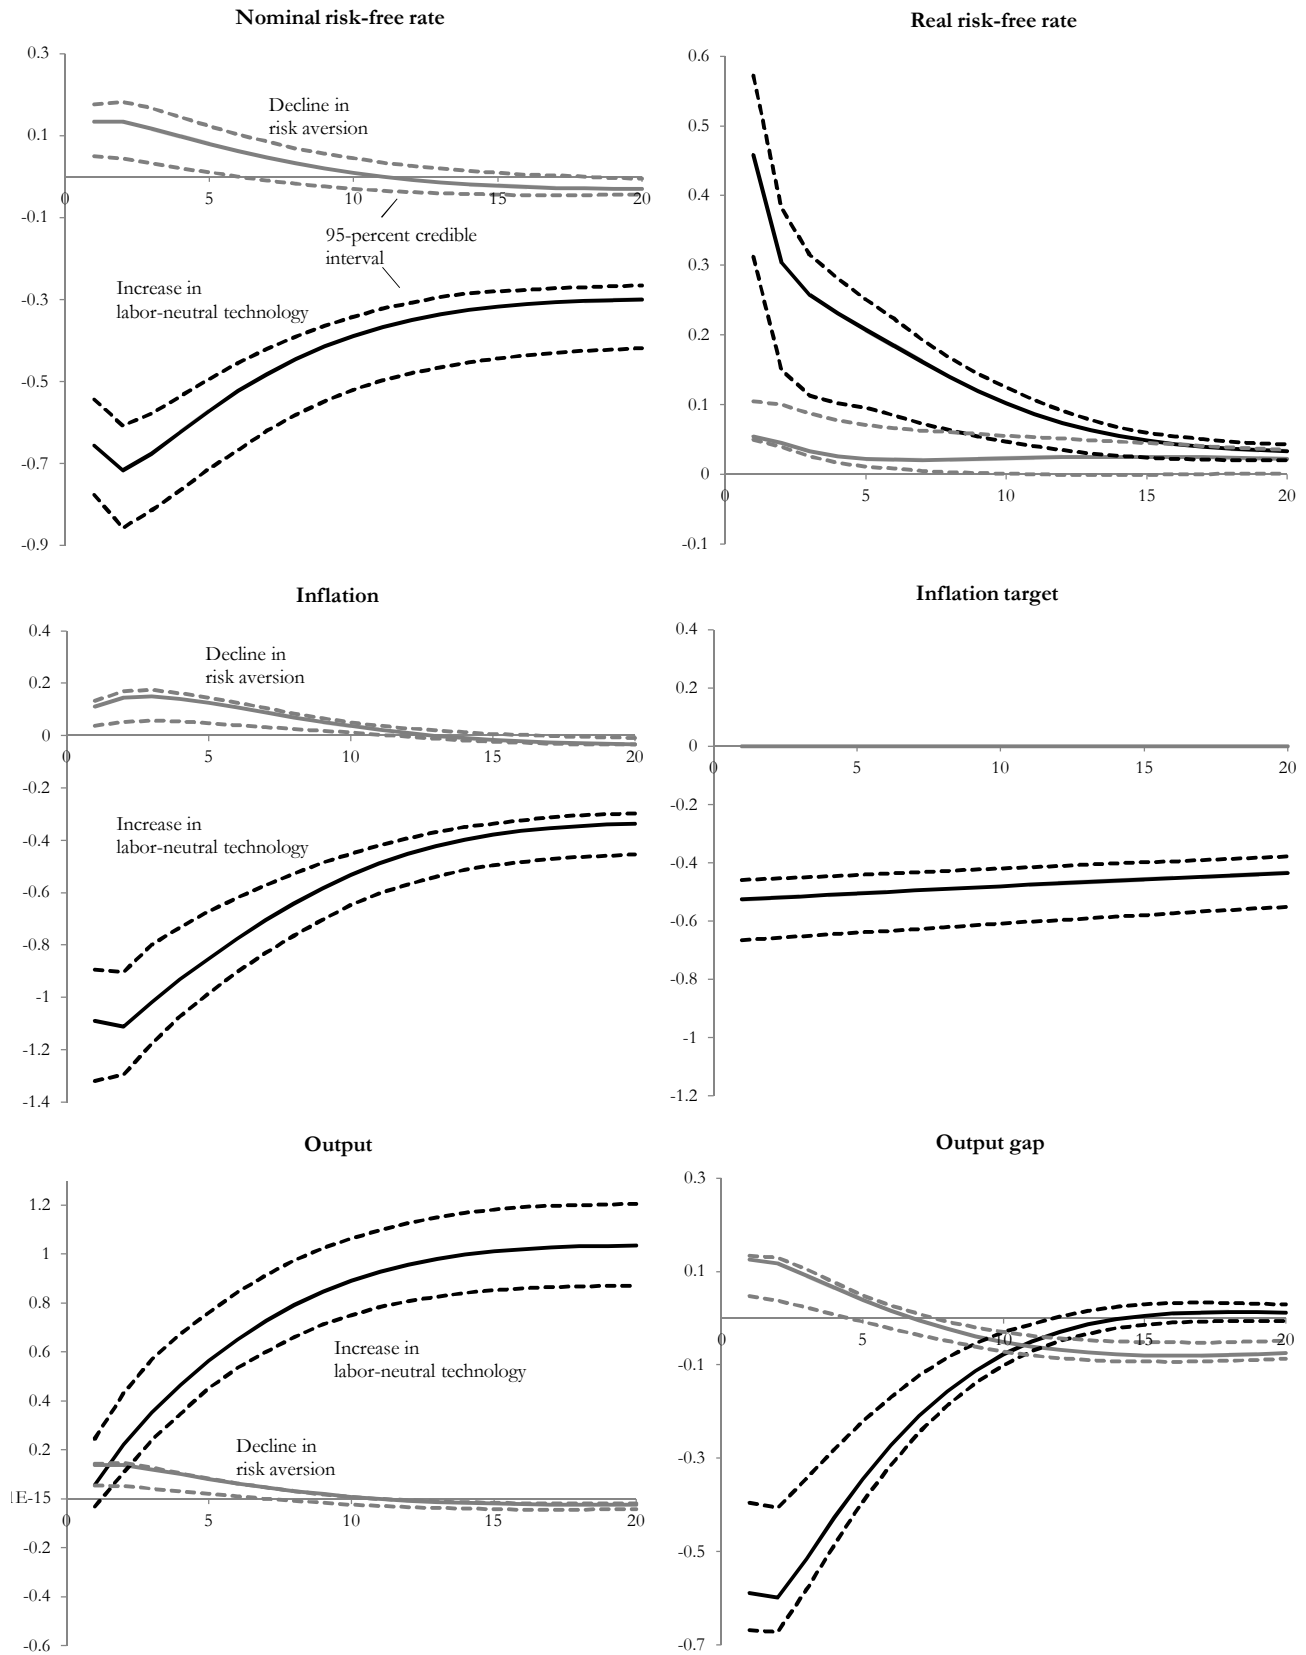 Nominal risk-free rate
0.3
0.1
-0.1
-0.3
-0.5
-0.7
-0.9
0 5 10 15 20
Decline in
risk aversion
95-percent credible
interval
Increase in
labor-neutral technology
Real risk-free rate
0.6
0.5
0.4
0.3
0.2
0.1
0
-0.1
0 5 10 15 20
Inflation
0.4
0.2
0
-0.2
-0.4
-0.6
-0.8
-1
-1.2
-1.4
0 5 10 15 20
Decline in
risk aversion
Increase in
labor-neutral technology
Inflation target
0.4
0.2
0
-0.2
-0.4
-0.6
-0.8
-1
-1.2
0 5 10 15 20
Output
1.2
1
0.8
0.6
0.4
0.2
1E-15
-0.2
-0.4
-0.6
0 5 10 15 20
Increase in
labor-neutral technology
Decline in
risk aversion
Output gap
0.3
0.1
-0.1
-0.3
-0.5
-0.7
0 5 10 15 20